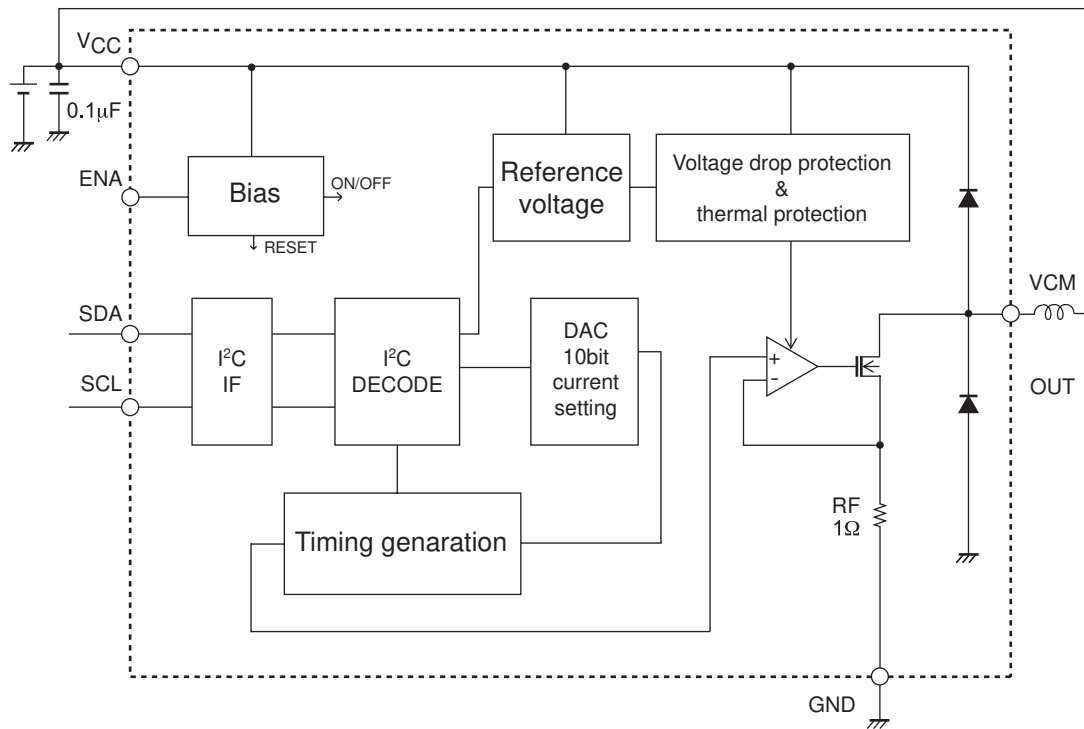 VCC
0.1µF
ENA
Bias
ON/OFF
RESET
Reference
voltage
Voltage drop protection
&
thermal protection
VCM
SDA
SCL
I²C
IF
I²C
DECODE
DAC
10bit
current
setting
+
-
OUT
Timing genaration
RF
1Ω
GND